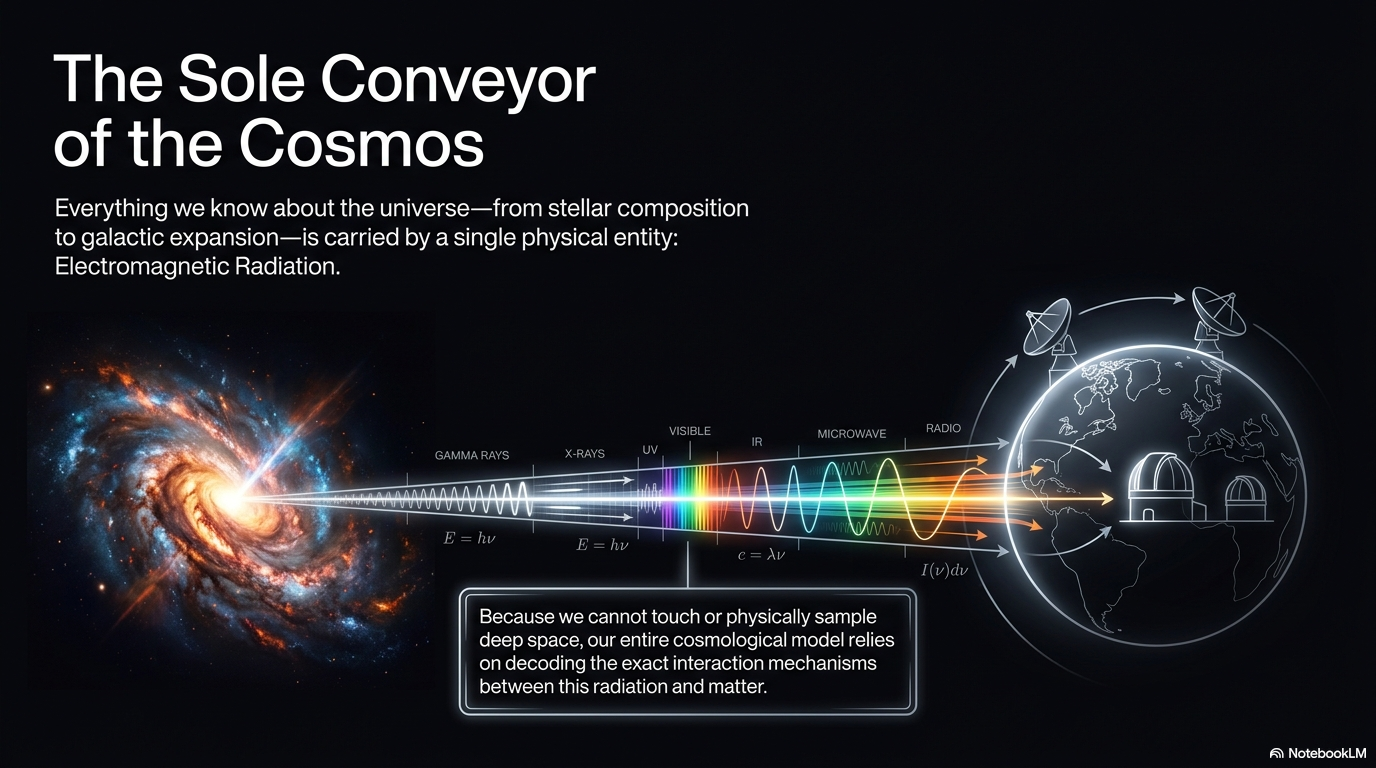 The Sole Conveyor
of the Cosmos
Everything we know about the universe—from stellar composition
to galactic expansion—is carried by a single physical entity:
Electromagnetic Radiation.
GAMMA RAYS
X-RAYS
UV
VISIBLE
IR
MICROWAVE
RADIO
E = hν
E = hν
c = λν
I(ν)dν
Because we cannot touch or physically sample
deep space, our entire cosmological model relies
on decoding the exact interaction mechanisms
between this radiation and matter.
NotebookLM